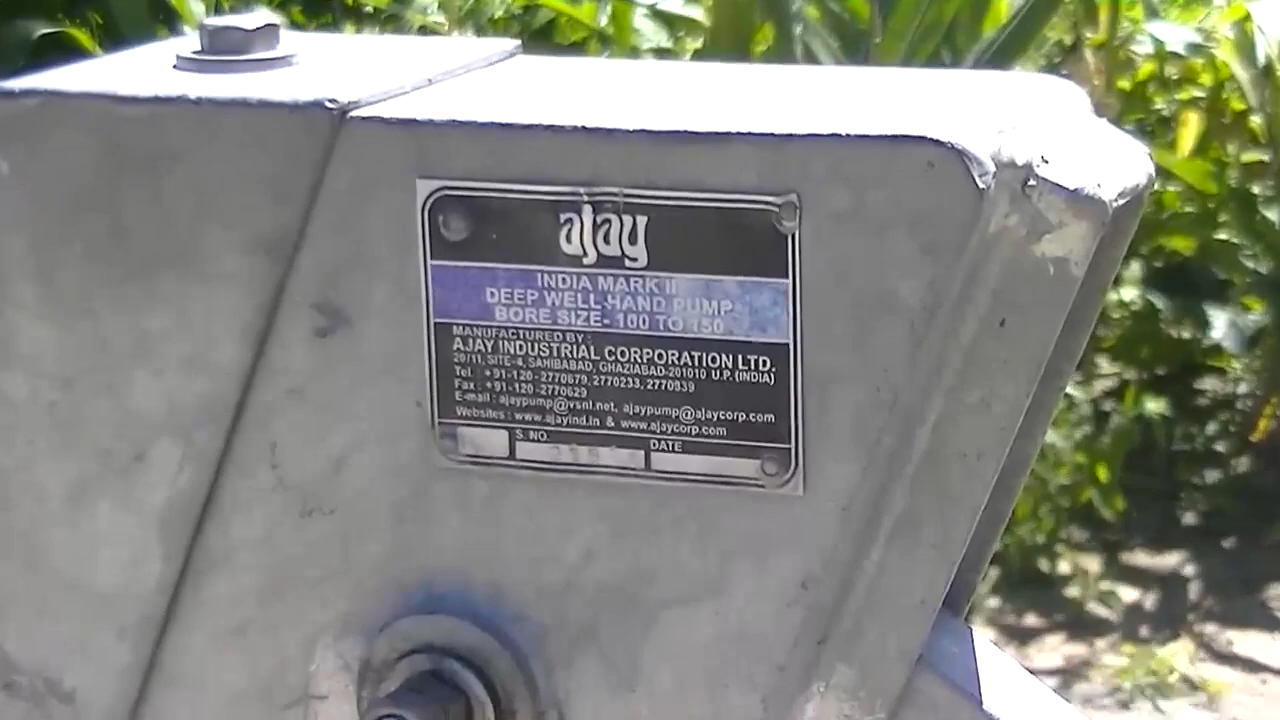 ajay
INDIA MARK II
DEEP WELL HAND PUMP
BORE SIZE- 100 TO 150
MANUFACTURED BY :
AJAY INDUSTRIAL CORPORATION LTD.
20/11, SITE-4, SAHIBABAD, GHAZIABAD-201010 U.P. (INDIA)
Tel : +91-120-2770679, 2770233, 2770939
Fax : +91-120-2770629
E-mail : ajaypump@vsnl.net, ajaypump@ajaycorp.com
Websites : www.ajayind.in & www.ajaycorp.com
S. NO. DATE